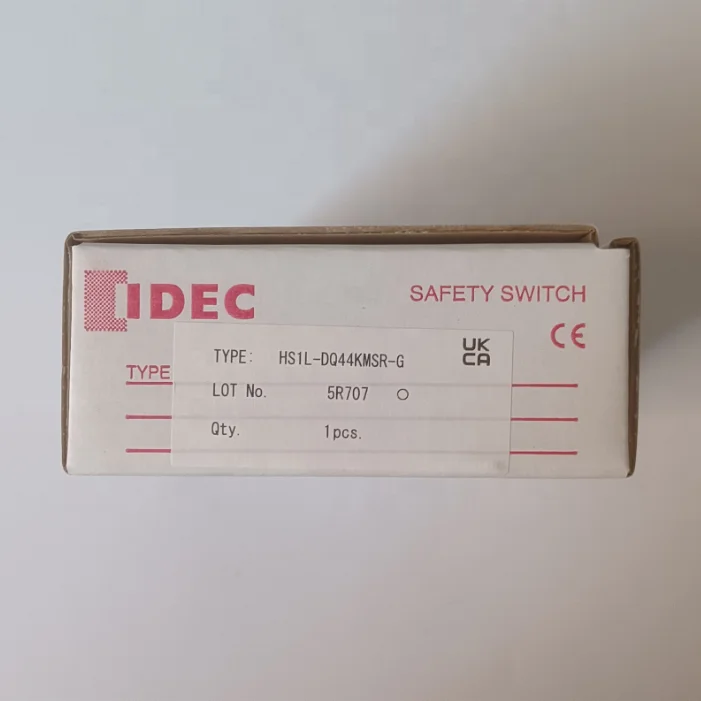 IDEC
SAFETY SWITCH
CE
TYPE
TYPE: HS1L-DQ44KMSR-G
UK
CA
LOT No. 5R707 ○
Qty. 1pcs.